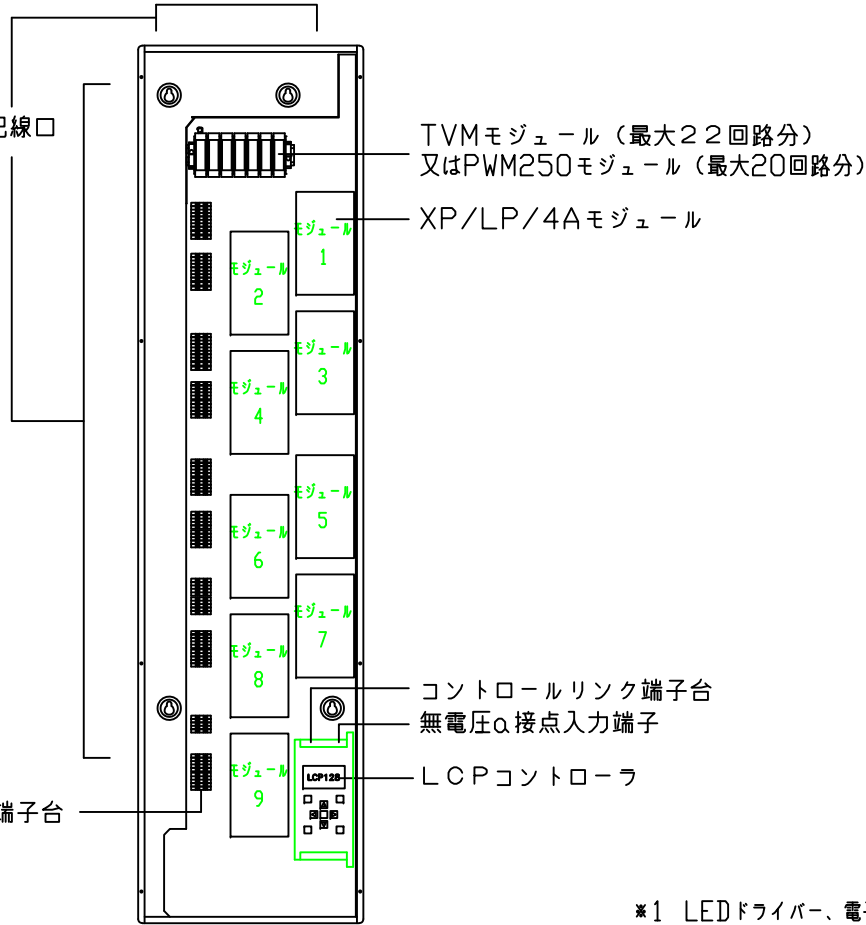 配線口
TVMモジュール（最大22回路分）
又はPWM250モジュール（最大20回路分）
XP/LP/4Aモジュール
モジュール
1
モジュール
2
モジュール
3
モジュール
4
モジュール
5
モジュール
6
モジュール
7
モジュール
8
モジュール
9
コントロールリンク端子台
無電圧a接点入力端子
LCP128
LCPコントローラ
端子台
※1 LEDドライバー、電